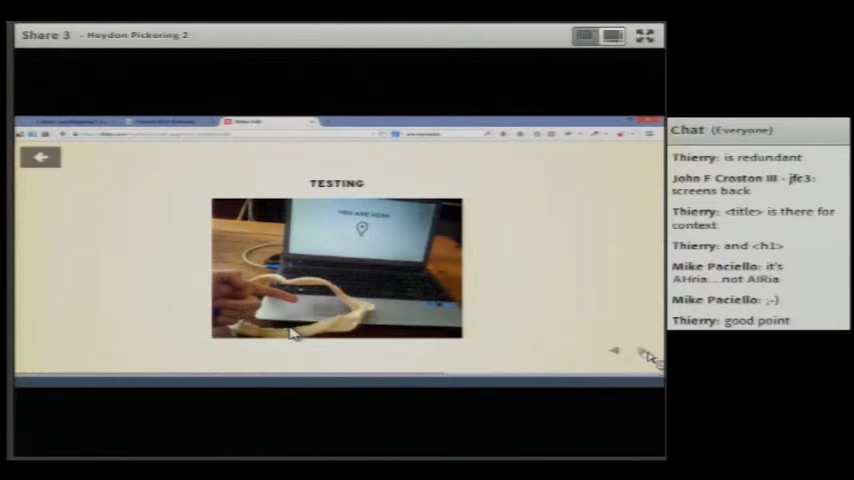 Share 3 - Heydon Pickering 2
TESTING
YOU ARE HERE
Chat (Everyone)
Thierry: is redundant
John F Croston III - jfc3:
screens back
Thierry: <title> is there for
context
Thierry: and <h1>
Mike Paciello: it's
AHria...not AIRia
Mike Paciello: ;-)
Thierry: good point